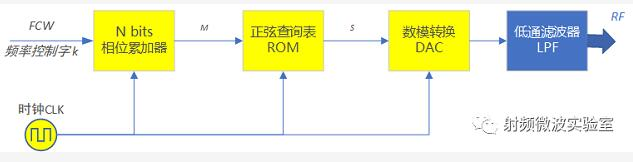 FCW
频率控制字k
N bits
相位累加器
M
正弦查询表
ROM
S
数模转换
DAC
低通滤波器
LPF
RF
时钟CLK
射频微波实验室